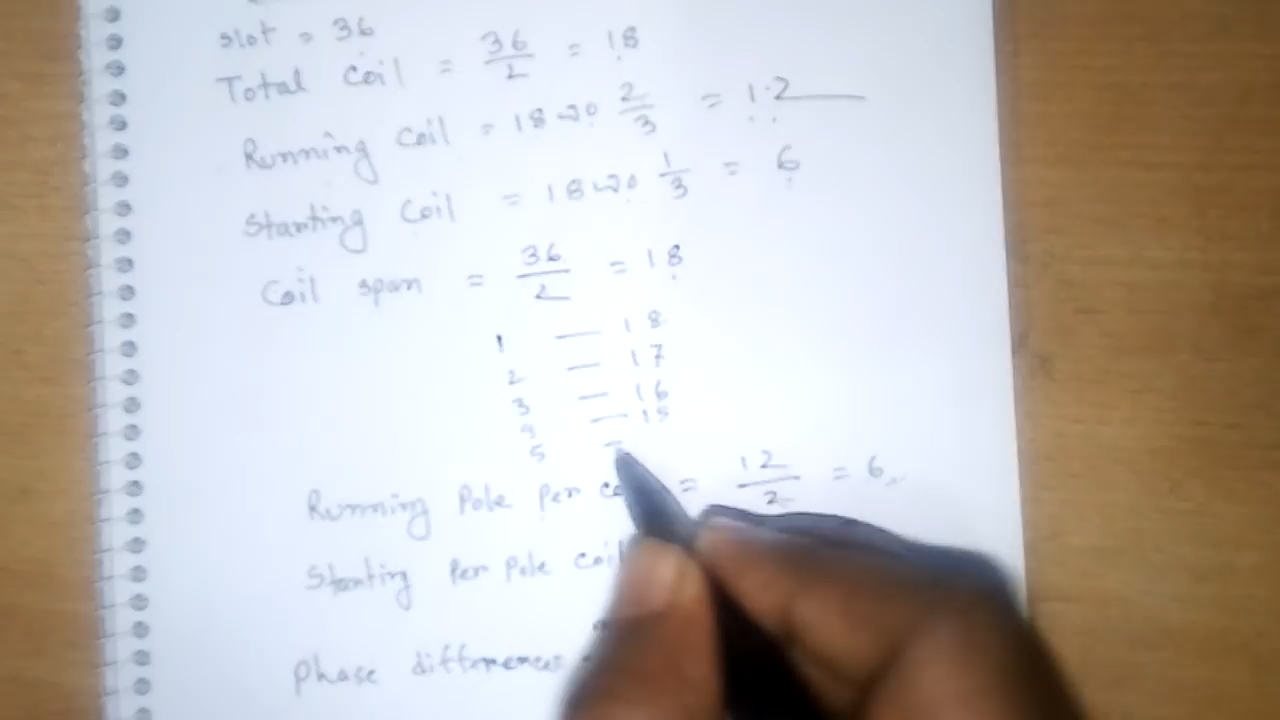 slot = 36
Total Coil = 36/2 = 18
Running Coil = 18 2/3 = 12
Starting Coil = 18 1/3 = 6
Coil span = 36/2 = 18
1 — 18
2 — 17
3 — 16
4 — 15
5 —
Running Pole Per = 12/2 = 6
Starting Per Pole coil
Phase differences